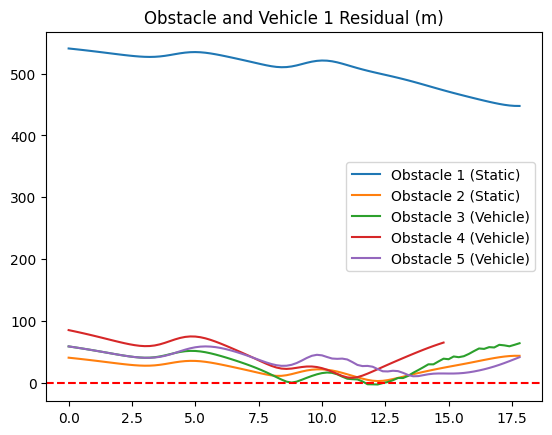 Obstacle and Vehicle 1 Residual (m)
500
400
300
200
100
0
Obstacle 1 (Static)
Obstacle 2 (Static)
Obstacle 3 (Vehicle)
Obstacle 4 (Vehicle)
Obstacle 5 (Vehicle)
0.0 2.5 5.0 7.5 10.0 12.5 15.0 17.5